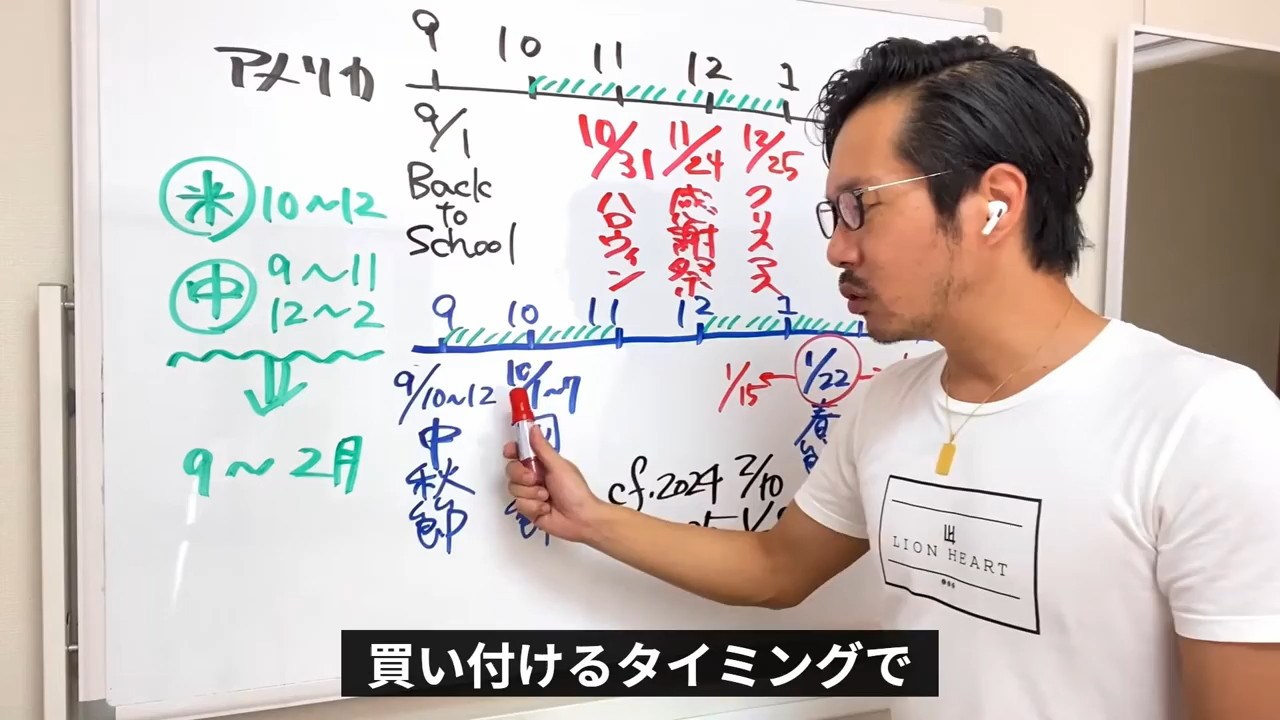 アメリカ
9 10 11 12 1
9/1
Back
to
School
10/31
ハロウィン
11/24
感謝祭
12/25
クリスマス
米 10~12
中 9~11
12~2
9~2月
9 10 11 12 1
9/10~12
中秋節
10/1~7
節
1/15
1/22
春節
cf.2024 2/10
LH
LION HEART
買い付けるタイミングで